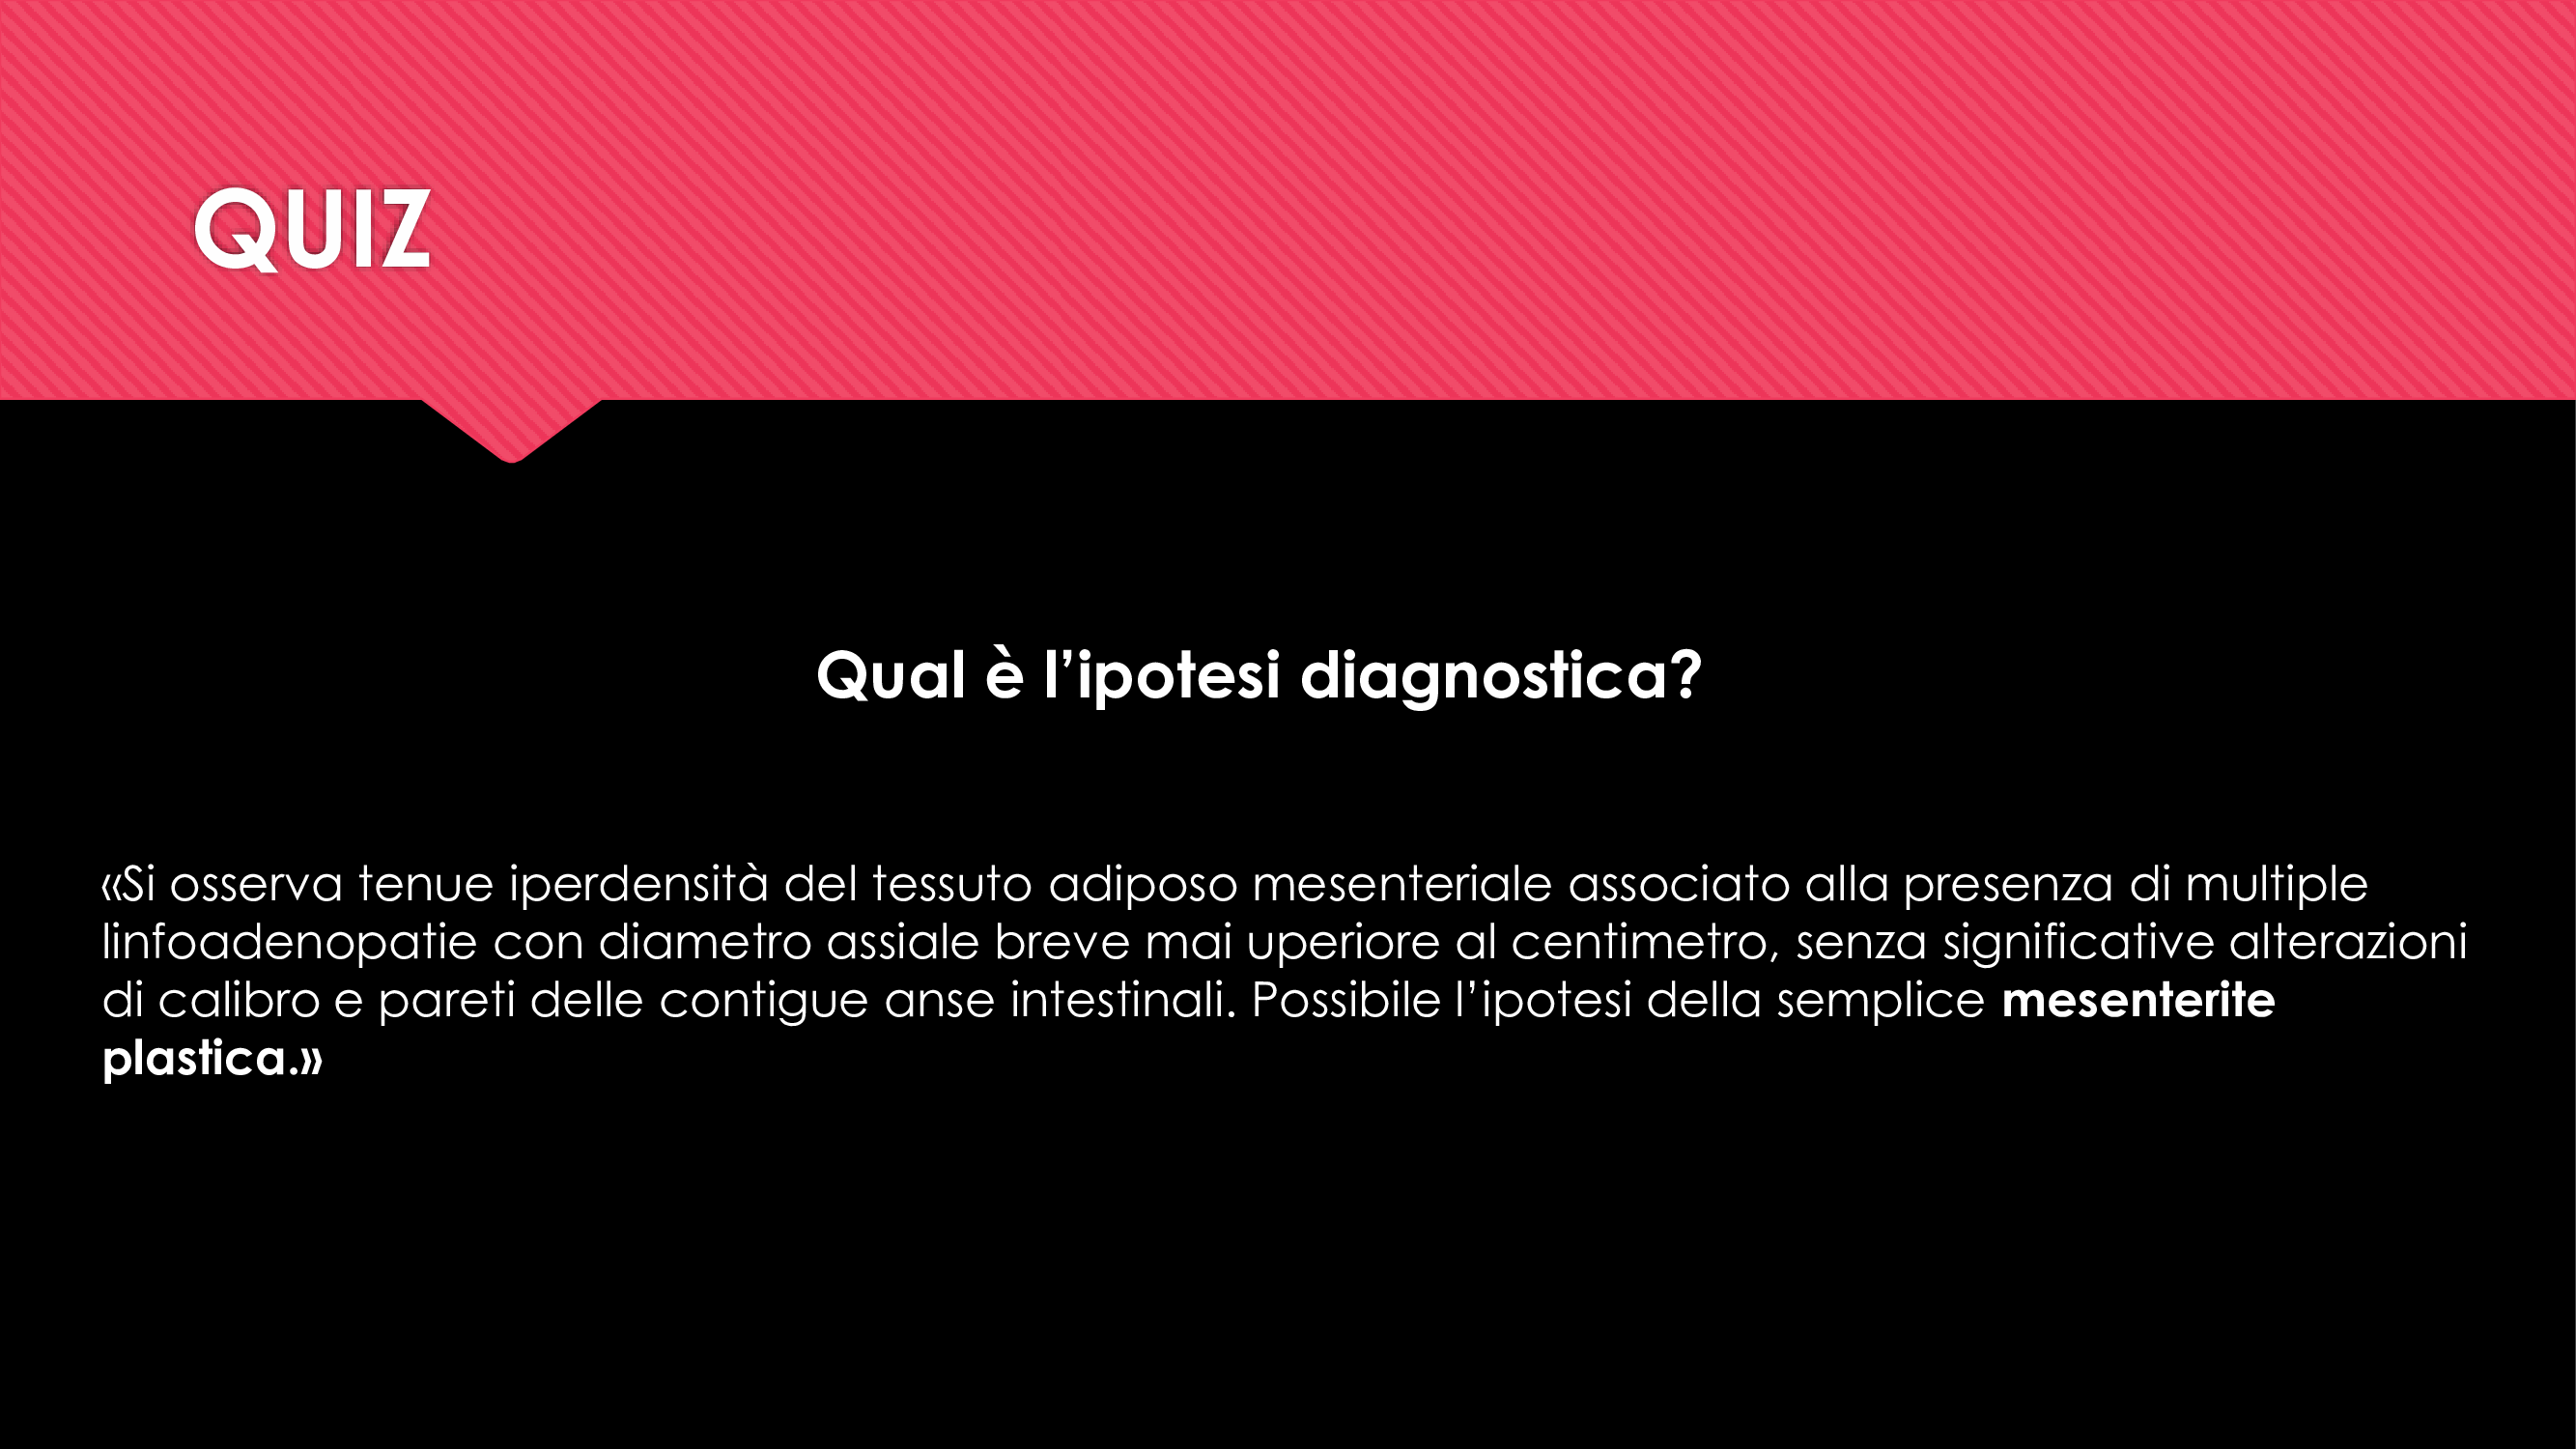 QUIZ
Qual è l’ipotesi diagnostica?
«Si osserva tenue iperdensità del tessuto adiposo mesenteriale associato alla presenza di multiple
linfoadenopatie con diametro assiale breve mai uperiore al centimetro, senza significative alterazioni
di calibro e pareti delle contigue anse intestinali. Possibile l’ipotesi della semplice mesenterite
plastica.»